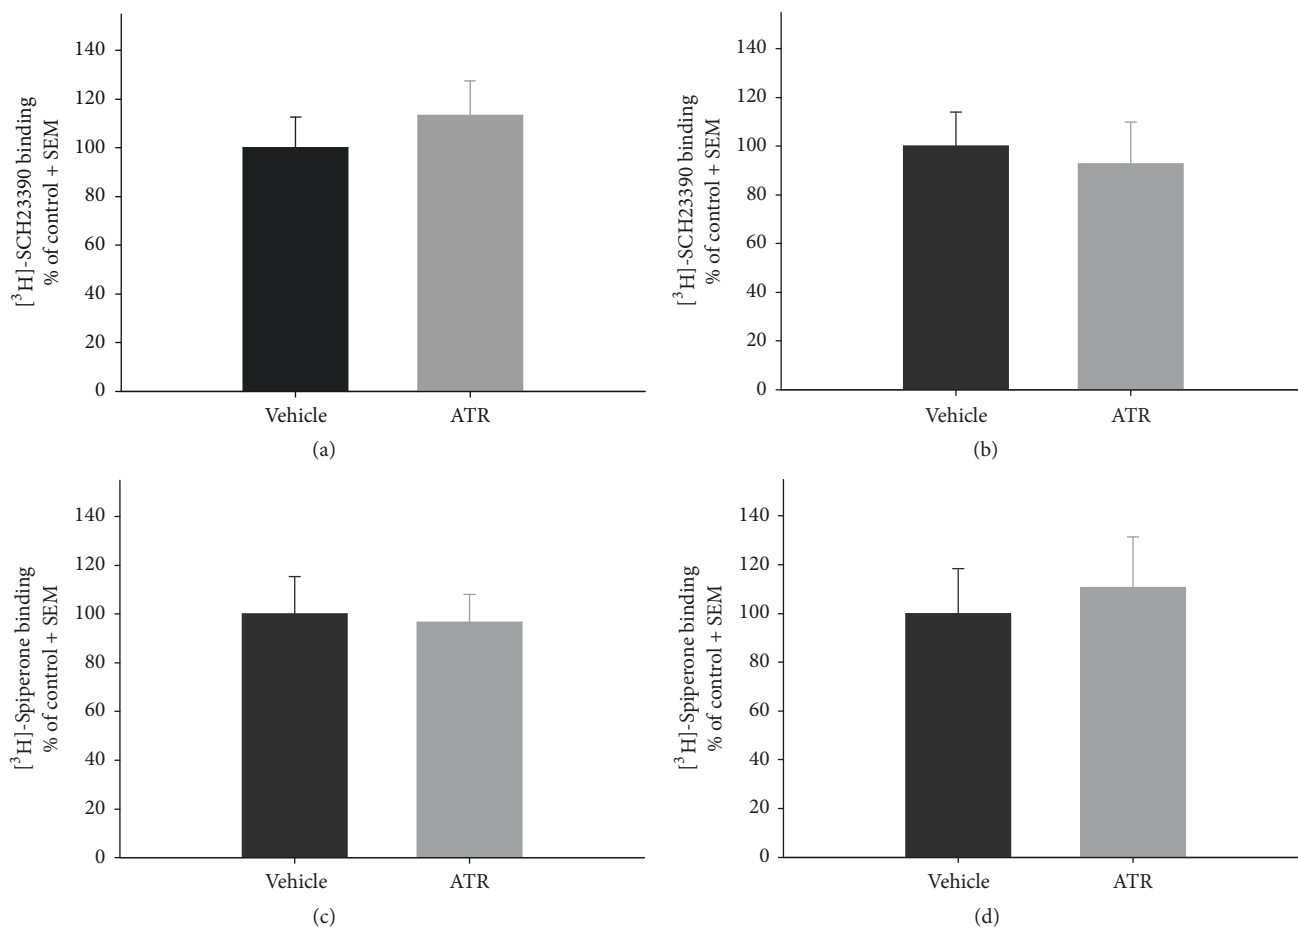 [³H]-SCH23390 binding
% of control + SEM
140
120
100
80
60
40
20
0
Vehicle
ATR
(a)
[³H]-SCH23390 binding
% of control + SEM
140
120
100
80
60
40
20
0
Vehicle
ATR
(b)
[³H]-Spiperone binding
% of control + SEM
140
120
100
80
60
40
20
0
Vehicle
ATR
(c)
[³H]-Spiperone binding
% of control + SEM
140
120
100
80
60
40
20
0
Vehicle
ATR
(d)